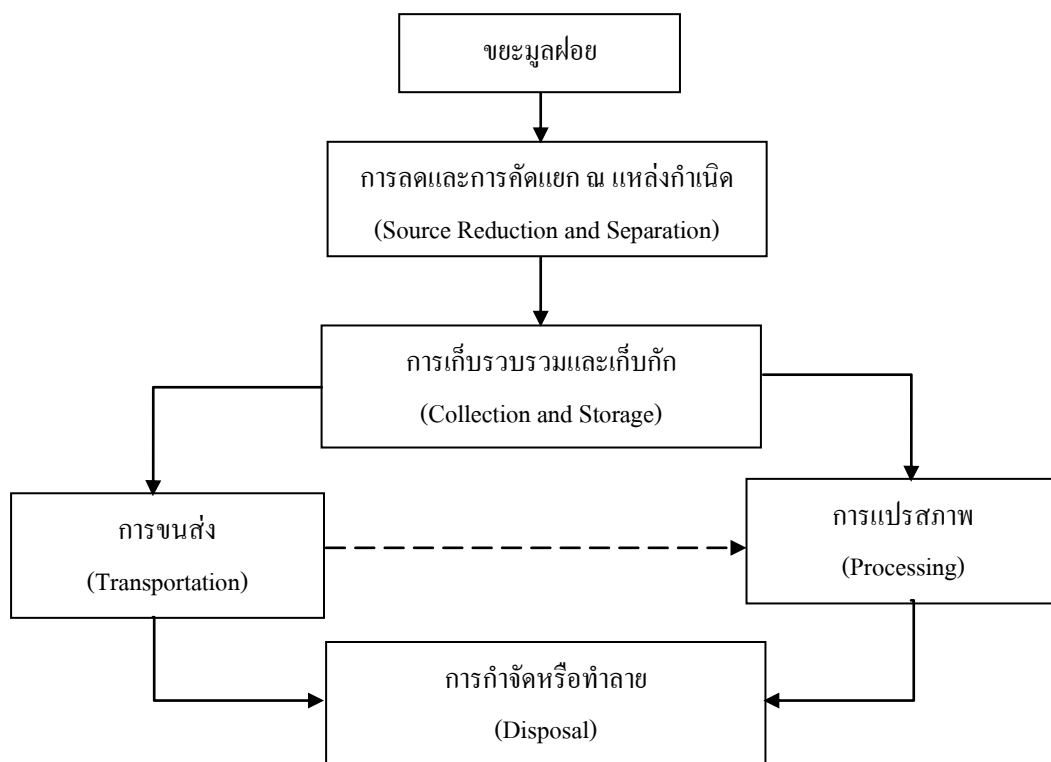 ขยะมูลฝอย
การลดและการคัดแยก ณ แหล่งกำเนิด
(Source Reduction and Separation)
การเก็บรวบรวมและเก็บกัก
(Collection and Storage)
การขนส่ง
(Transportation)
การแปรสภาพ
(Processing)
การกำจัดหรือทำลาย
(Disposal)